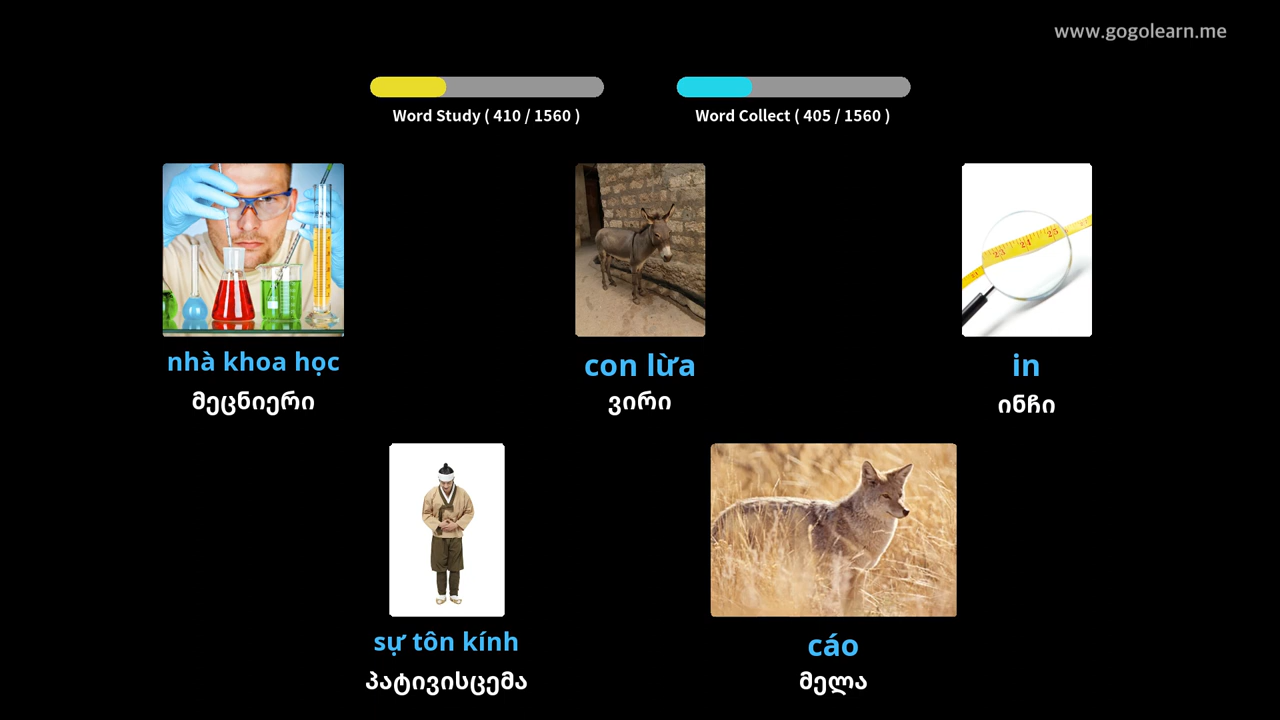 www.gogolearn.me
Word Study ( 410 / 1560 )
Word Collect ( 405 / 1560 )
nhà khoa học
მეცნიერი
con lừa
ვირი
in
ინჩი
sự tôn kính
პატივისცემა
cáo
მელა